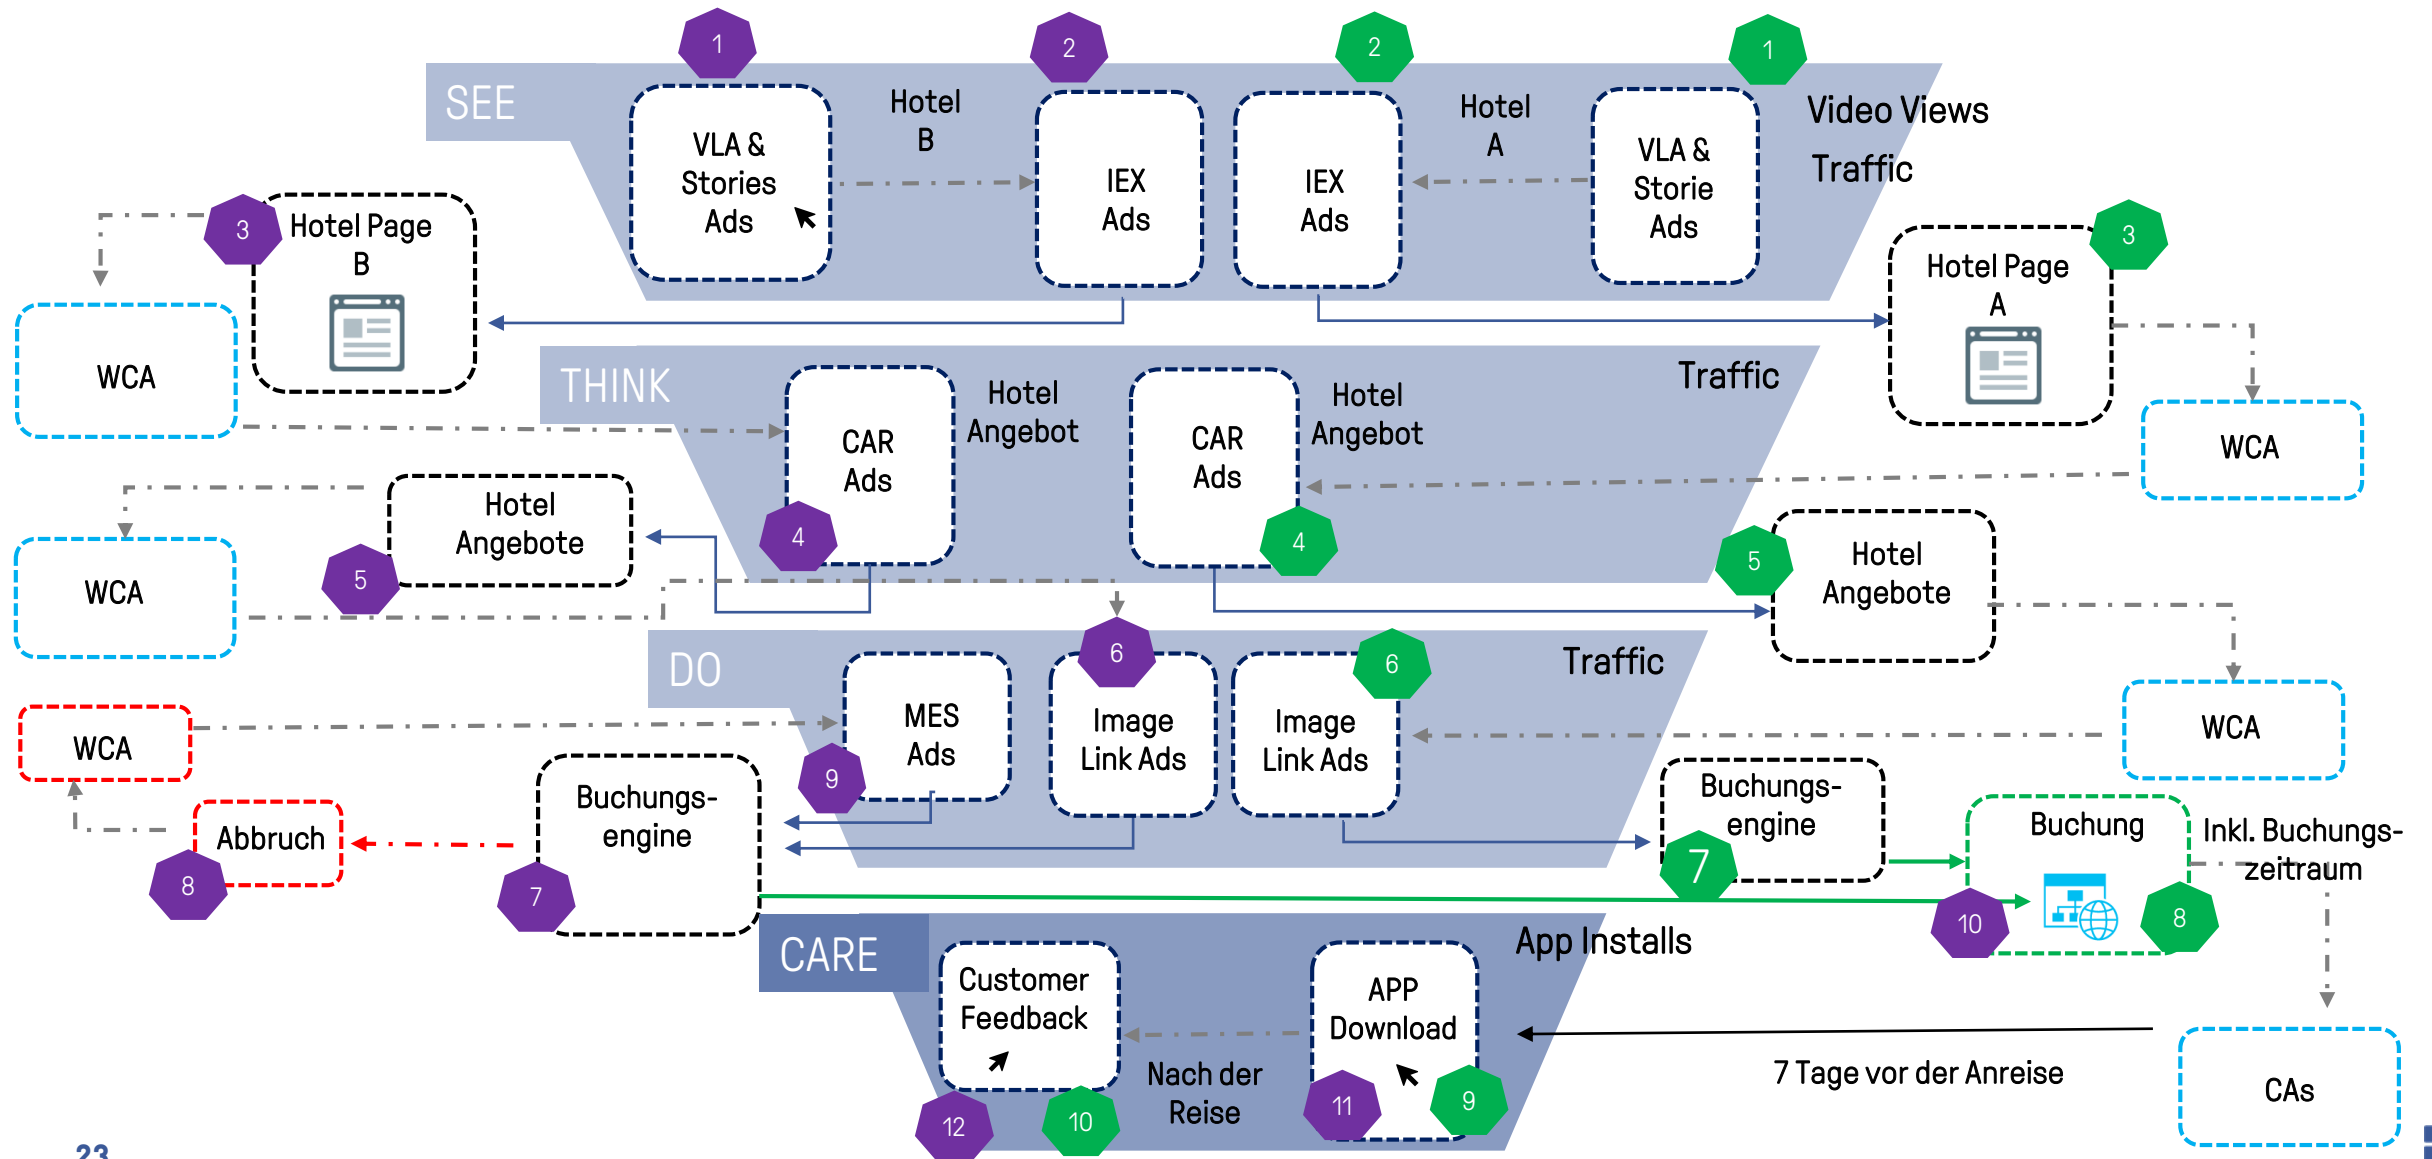 1
2
2
1
SEE
VLA &
Stories
Ads
Hotel
B
IEX
Ads
IEX
Ads
Hotel
A
VLA &
Storie
Ads
Video Views
Traffic
3
Hotel Page
B
3
Hotel Page
A
WCA
THINK
CAR
Ads
Hotel
Angebot
CAR
Ads
Hotel
Angebot
Traffic
WCA
4
4
Hotel
Angebote
5
WCA
5
Hotel
Angebote
DO
MES
Ads
9
6
Image
Link Ads
6
Image
Link Ads
Traffic
WCA
WCA
Abbruch
8
Buchungs-
engine
7
Buchungs-
engine
7
Buchung
10
8
Inkl. Buchungs-
zeitraum
CARE
Customer
Feedback
12
10
Nach der
Reise
APP
Download
11
9
App Installs
7 Tage vor der Anreise
CAs
23